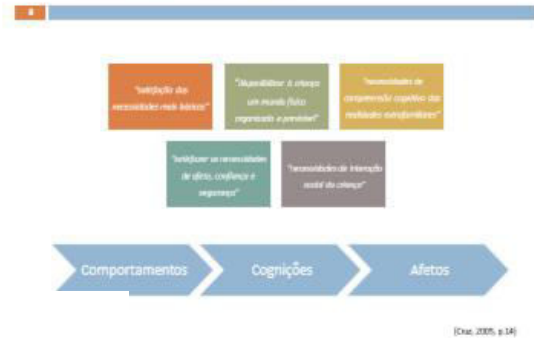 8
"satisfação das
necessidades mais básicas"
"disponibilizar à criança
um mundo físico
organizado e previsível"
"necessidades de
compreensão cognitiva das
realidades extrafamiliares"
"satisfazer as necessidades
de afeto, confiança e
segurança"
"necessidades de interação
social da criança"
Comportamentos
Cognições
Afetos
(Cruz, 2005, p.14)